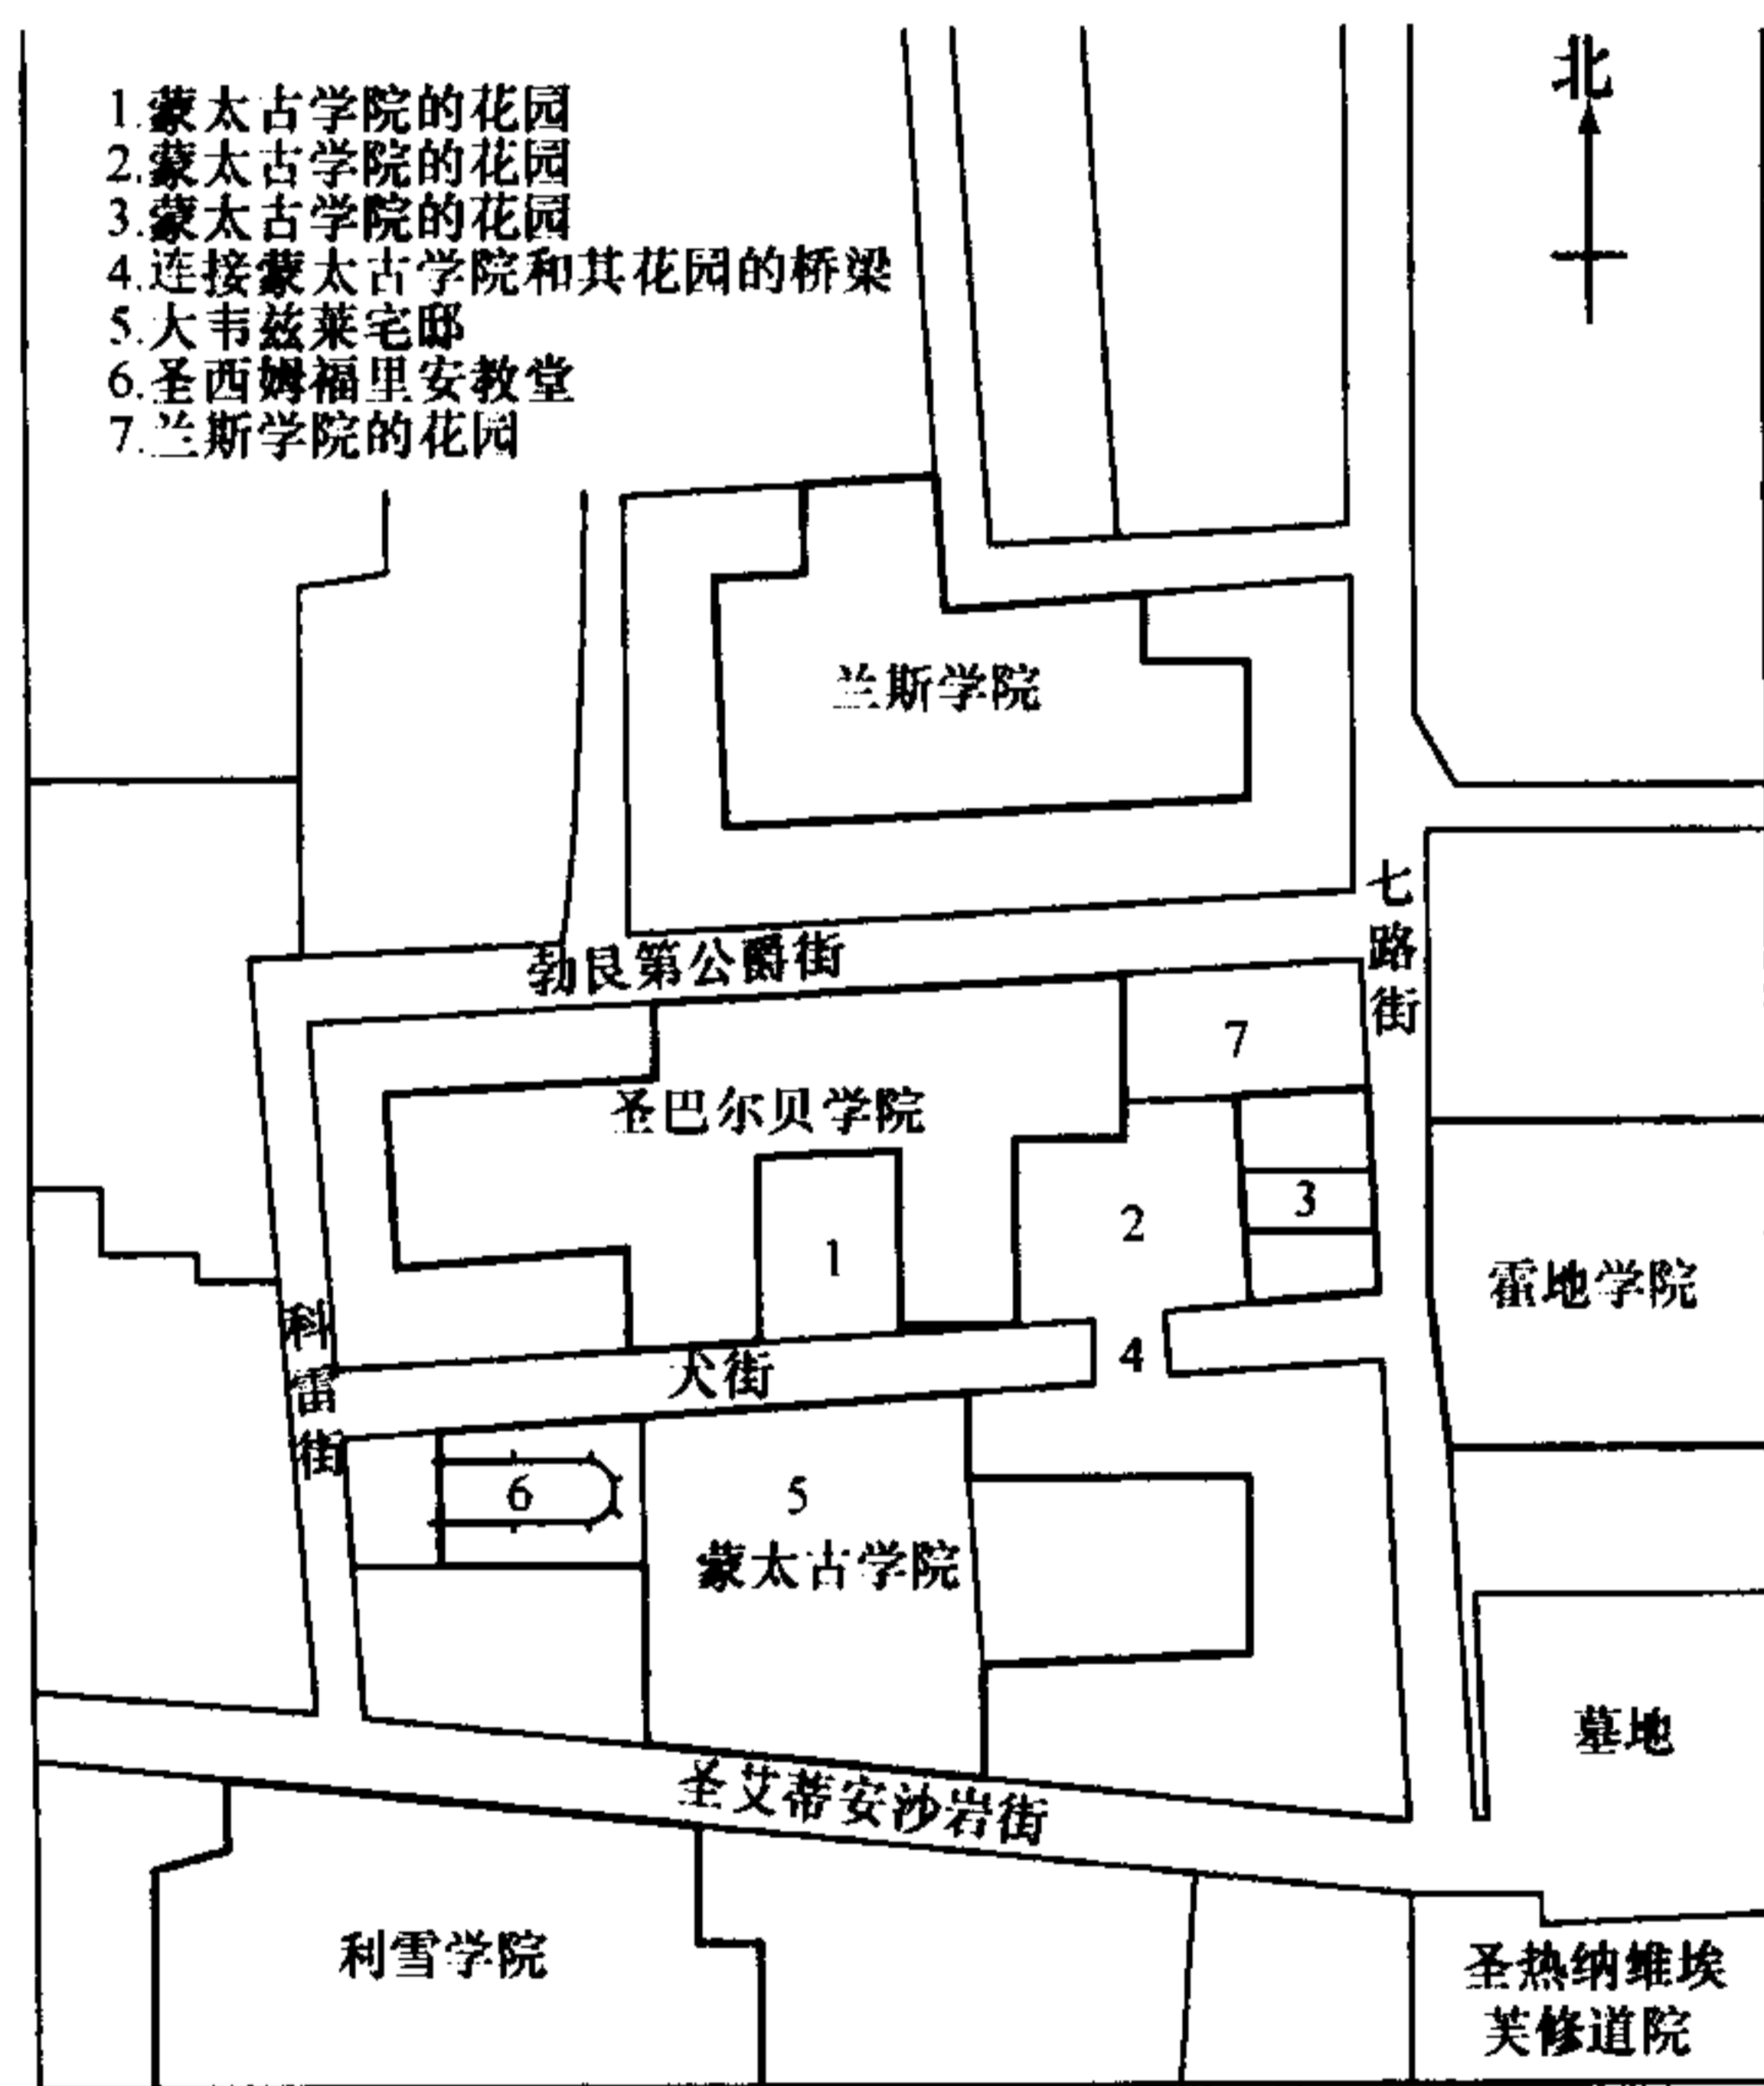 1.蒙太古学院的花园
2.蒙太古学院的花园
3.蒙太古学院的花园
4.连接蒙太古学院和其花园的桥梁
5.大韦兹莱宅邸
6.圣西姆福里安教堂
7.兰斯学院的花园
北
兰斯学院
七路街
勃艮第公爵街
7
圣巴尔贝学院
3
2
1
霍地学院
科雷街
犬街
4
6
5
蒙太古学院
墓地
圣艾蒂安沙岩街
利雪学院
圣热纳维埃
芙修道院